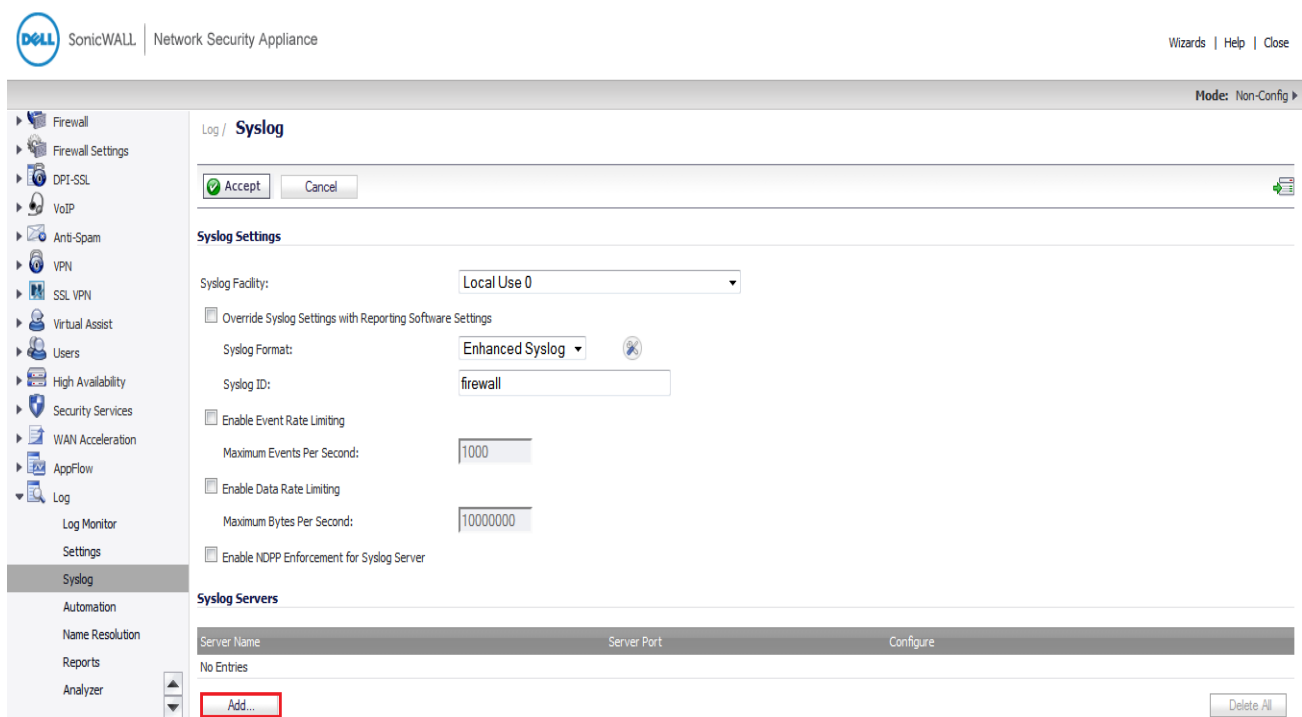 DELL SonicWALL | Network Security Appliance
Wizards | Help | Close
Mode: Non-Config
Firewall
Firewall Settings
DPI-SSL
VoIP
Anti-Spam
VPN
SSL VPN
Virtual Assist
Users
High Availability
Security Services
WAN Acceleration
AppFlow
Log
Log Monitor
Settings
Syslog
Automation
Name Resolution
Reports
Analyzer
Log / Syslog
Accept Cancel
Syslog Settings
Syslog Facility: Local Use 0
Override Syslog Settings with Reporting Software Settings
Syslog Format: Enhanced Syslog
Syslog ID: firewall
Enable Event Rate Limiting
Maximum Events Per Second: 1000
Enable Data Rate Limiting
Maximum Bytes Per Second: 10000000
Enable NDPP Enforcement for Syslog Server
Syslog Servers
Server Name Server Port Configure
No Entries
Add... Delete All